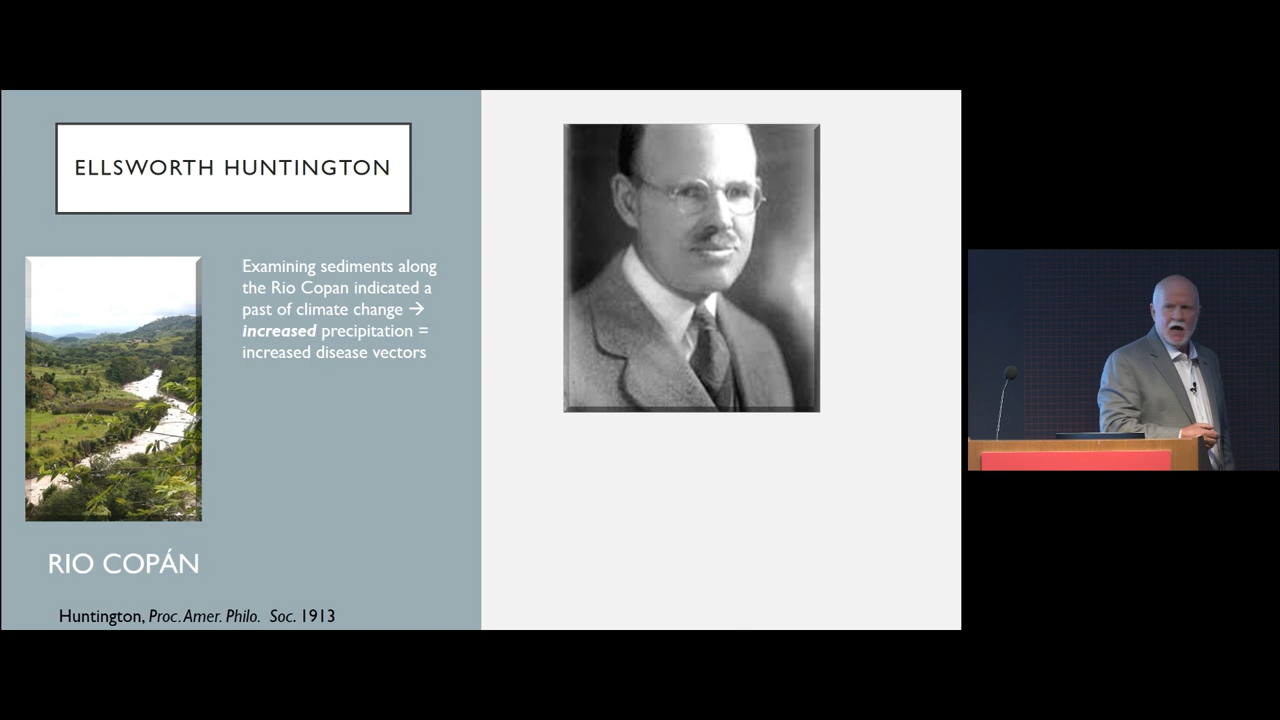 ELLSWORTH HUNTINGTON
Examining sediments along
the Rio Copan indicated a
past of climate change →
increased precipitation =
increased disease vectors
RIO COPÁN
Huntington, Proc. Amer. Philo. Soc. 1913